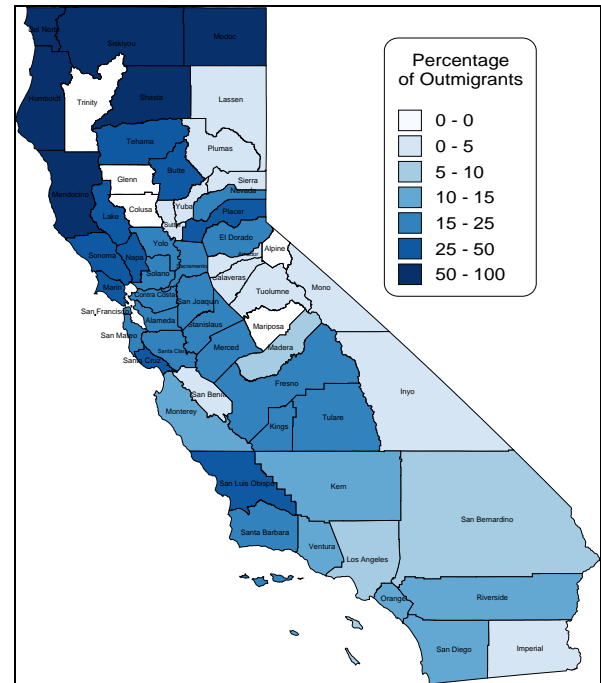 Percentage
of Outmigrants
0 - 0
0 - 5
5 - 10
10 - 15
15 - 25
25 - 50
50 - 100
Del Norte
Siskiyou
Modoc
Humboldt
Trinity
Shasta
Lassen
Tehama
Plumas
Mendocino
Glenn
Butte
Sierra
Colusa
Yuba
Nevada
Lake
Sutter
Placer
Sonoma
Napa
Yolo
El Dorado
Alpine
Solano
Sacramento
Amador
Marin
Calaveras
Mono
Contra Costa
Tuolumne
San Francisco
San Joaquin
Alameda
Stanislaus
Mariposa
San Mateo
Santa Clara
Merced
Madera
Santa Cruz
Fresno
San Benito
Inyo
Monterey
Kings
Tulare
San Luis Obispo
Kern
San Bernardino
Santa Barbara
Ventura
Los Angeles
Orange
Riverside
San Diego
Imperial